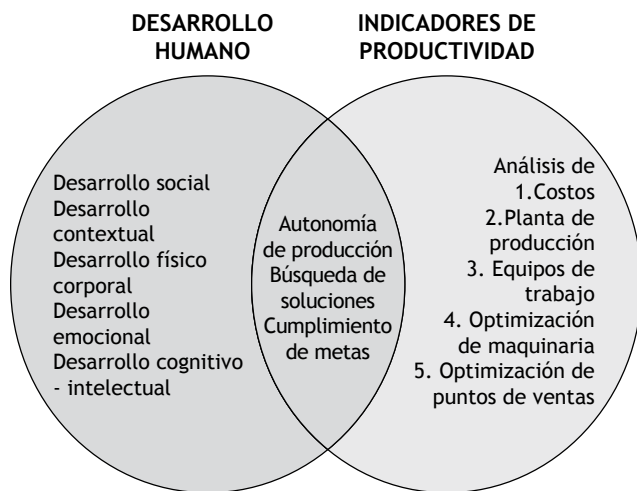 DESARROLLO
HUMANO
INDICADORES DE
PRODUCTIVIDAD
Desarrollo social
Desarrollo
contextual
Desarrollo físico
corporal
Desarrollo
emocional
Desarrollo cognitivo
- intelectual
Autonomía
de producción
Búsqueda de
soluciones
Cumplimiento
de metas
Análisis de
1.Costos
2.Planta de
producción
3. Equipos de
trabajo
4. Optimización
de maquinaria
5. Optimización de
puntos de ventas